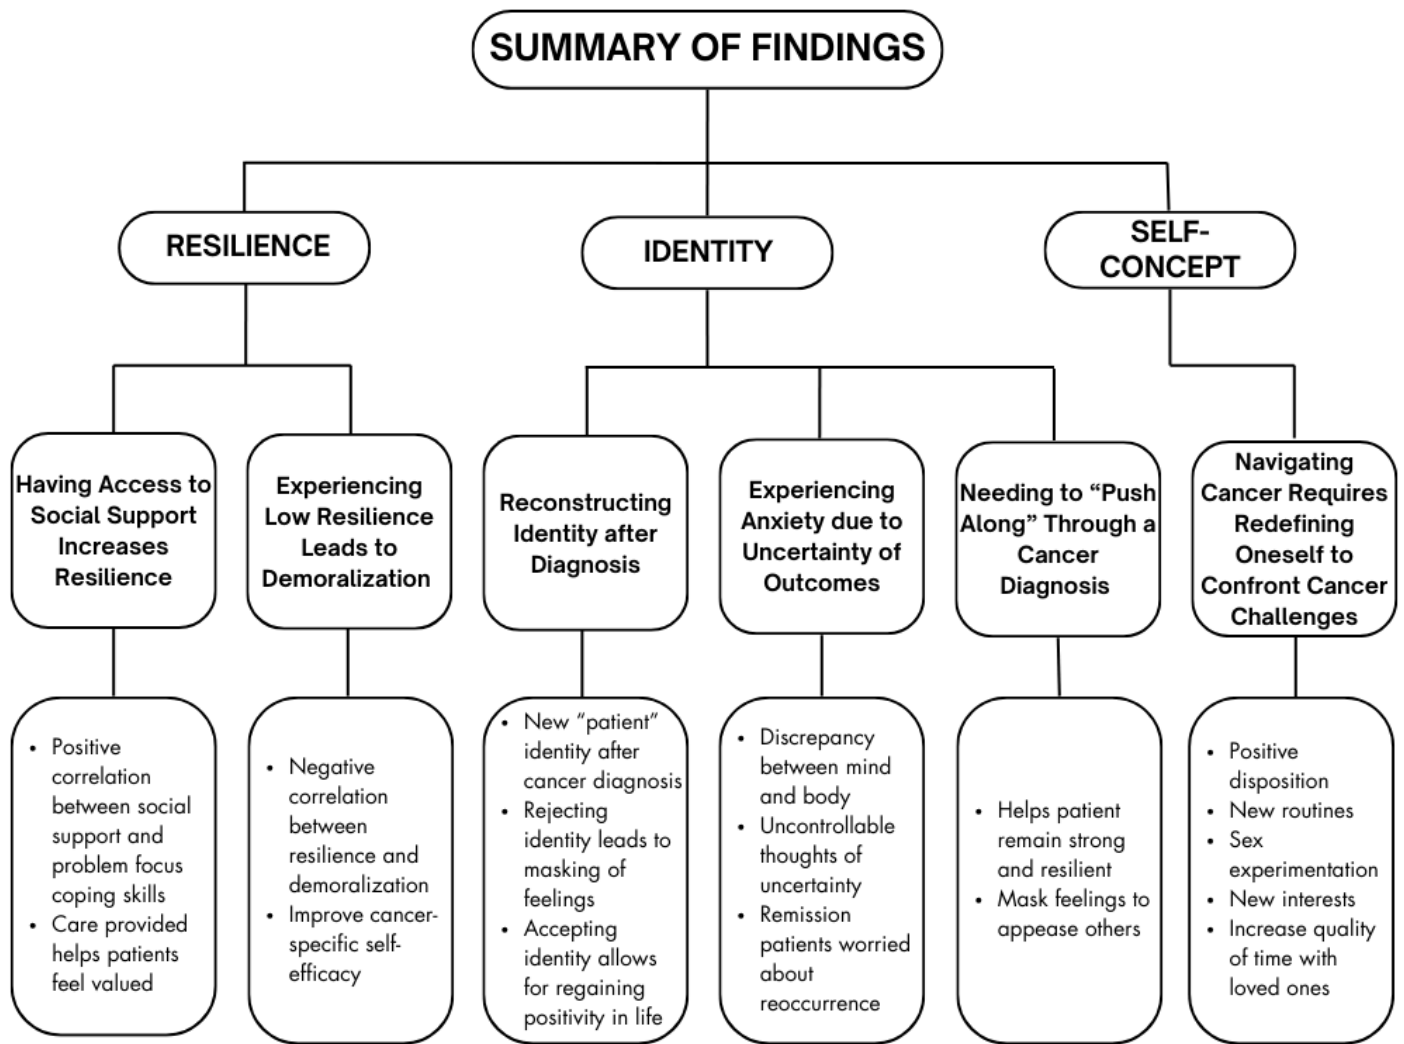 SUMMARY OF FINDINGS
RESILIENCE
IDENTITY
SELF-
CONCEPT
Having Access to
Social Support
Increases
Resilience
Experiencing
Low Resilience
Leads to
Demoralization
Reconstructing
Identity after
Diagnosis
Experiencing
Anxiety due to
Uncertainty of
Outcomes
Needing to “Push
Along” Through a
Cancer
Diagnosis
Navigating
Cancer Requires
Redefining
Oneself to
Confront Cancer
Challenges
• Positive
correlation
between social
support and
problem focus
coping skills
• Care provided
helps patients
feel valued
• Negative
correlation
between
resilience and
demoralization
• Improve cancer-
specific self-
efficacy
• New “patient”
identity after
cancer diagnosis
• Rejecting
identity leads to
masking of
feelings
• Accepting
identity allows
for regaining
positivity in life
• Discrepancy
between mind
and body
• Uncontrollable
thoughts of
uncertainty
• Remission
patients worried
about
reoccurrence
• Helps patient
remain strong
and resilient
• Mask feelings to
appease others
• Positive
disposition
• New routines
• Sex
experimentation
• New interests
• Increase quality
of time with
loved ones